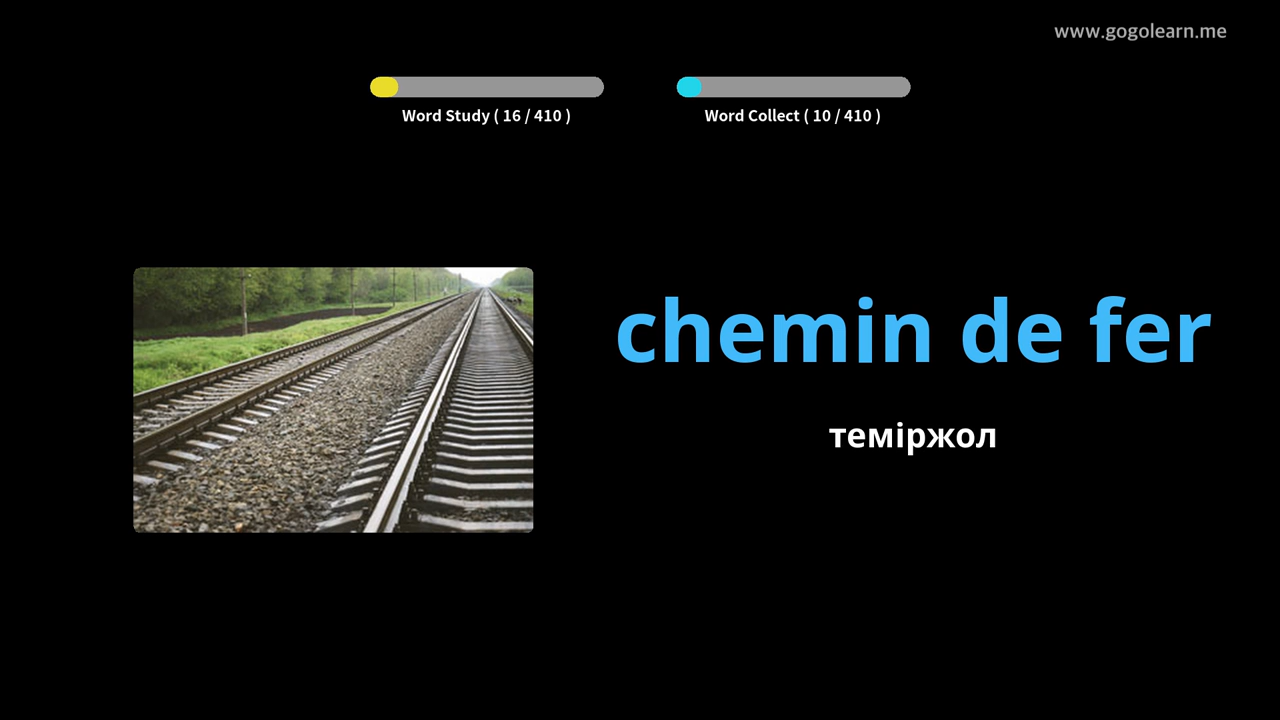 www.gogolearn.me
Word Study ( 16 / 410 )
Word Collect ( 10 / 410 )
chemin de fer
теміржол